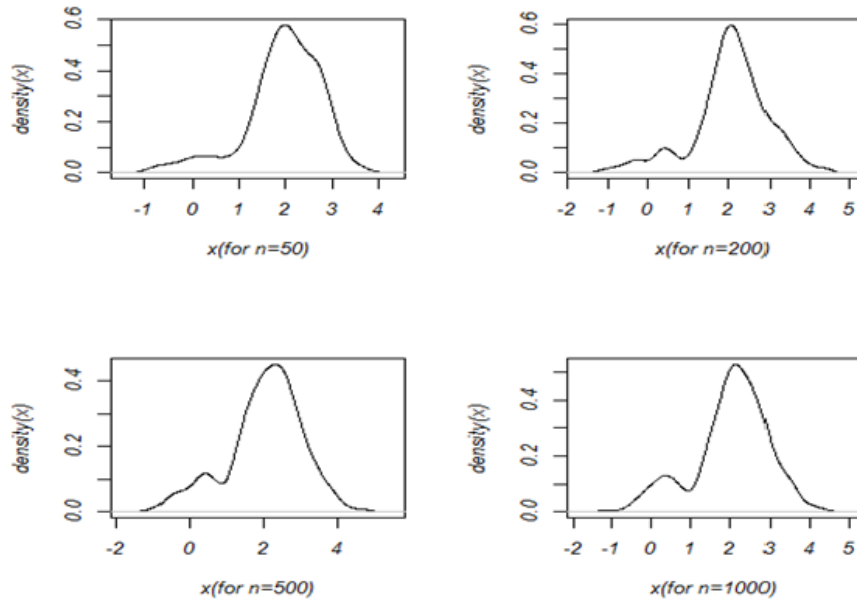 density(x)
0.0 0.2 0.4 0.6
-1 0 1 2 3 4
x(for n=50)
density(x)
0.0 0.2 0.4 0.6
-2 -1 0 1 2 3 4 5
x(for n=200)
density(x)
0.0 0.2 0.4
-2 0 2 4
x(for n=500)
density(x)
0.0 0.2 0.4
-2 -1 0 1 2 3 4 5
x(for n=1000)